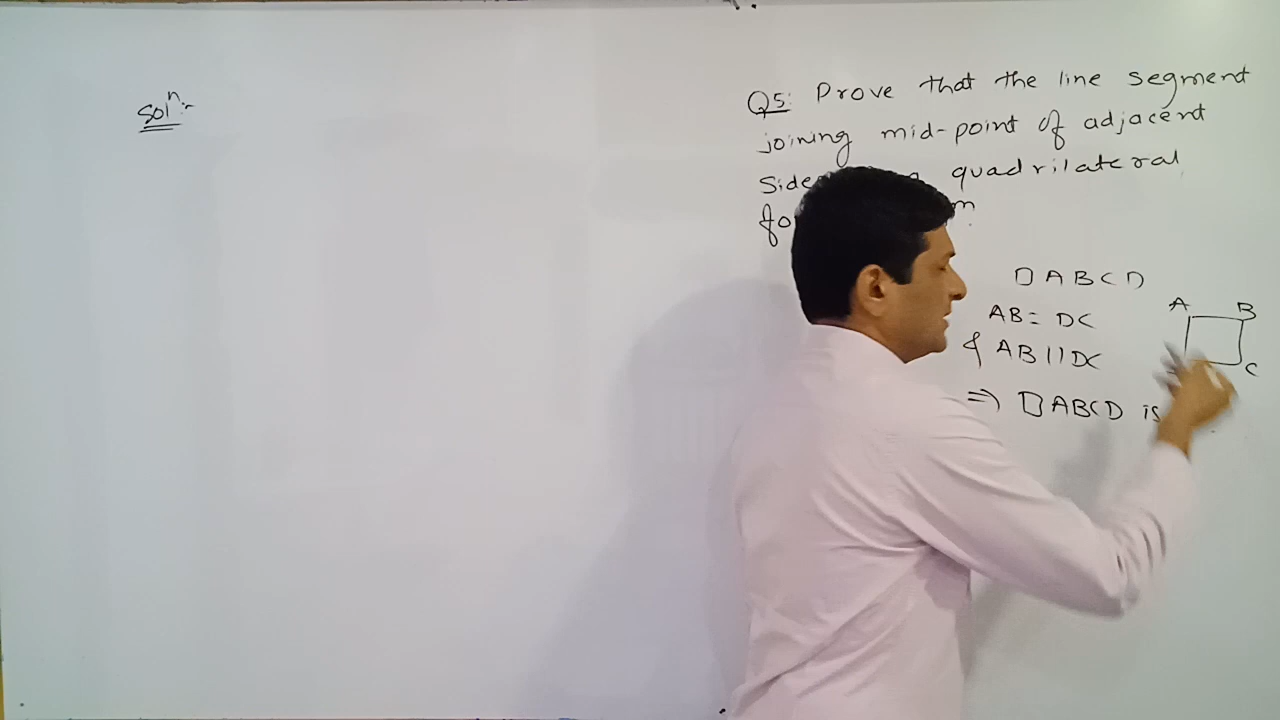 Solⁿ:-
Q5: Prove that the line segment
joining mid-point of adjacent
quadrilateral
□ A B C D
AB = DC
& AB || DC
⇒ □ABCD is
A B
C